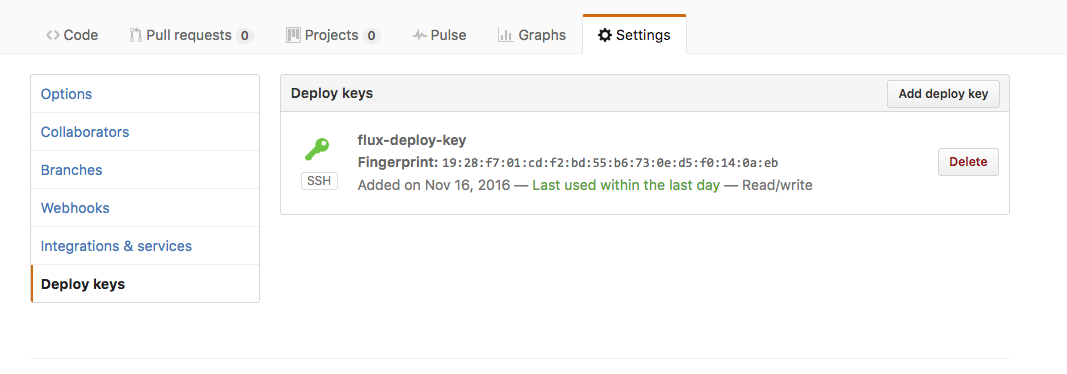 Code Pull requests 0 Projects 0 Pulse Graphs Settings
Options
Collaborators
Branches
Webhooks
Integrations & services
Deploy keys
Deploy keys Add deploy key
flux-deploy-key
Fingerprint: 19:28:f7:01:cd:f2:bd:55:b6:73:0e:d5:f0:14:0a:eb
SSH
Added on Nov 16, 2016 — Last used within the last day — Read/write
Delete